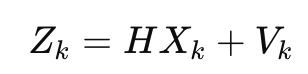 Z_k = HX_k + V_k